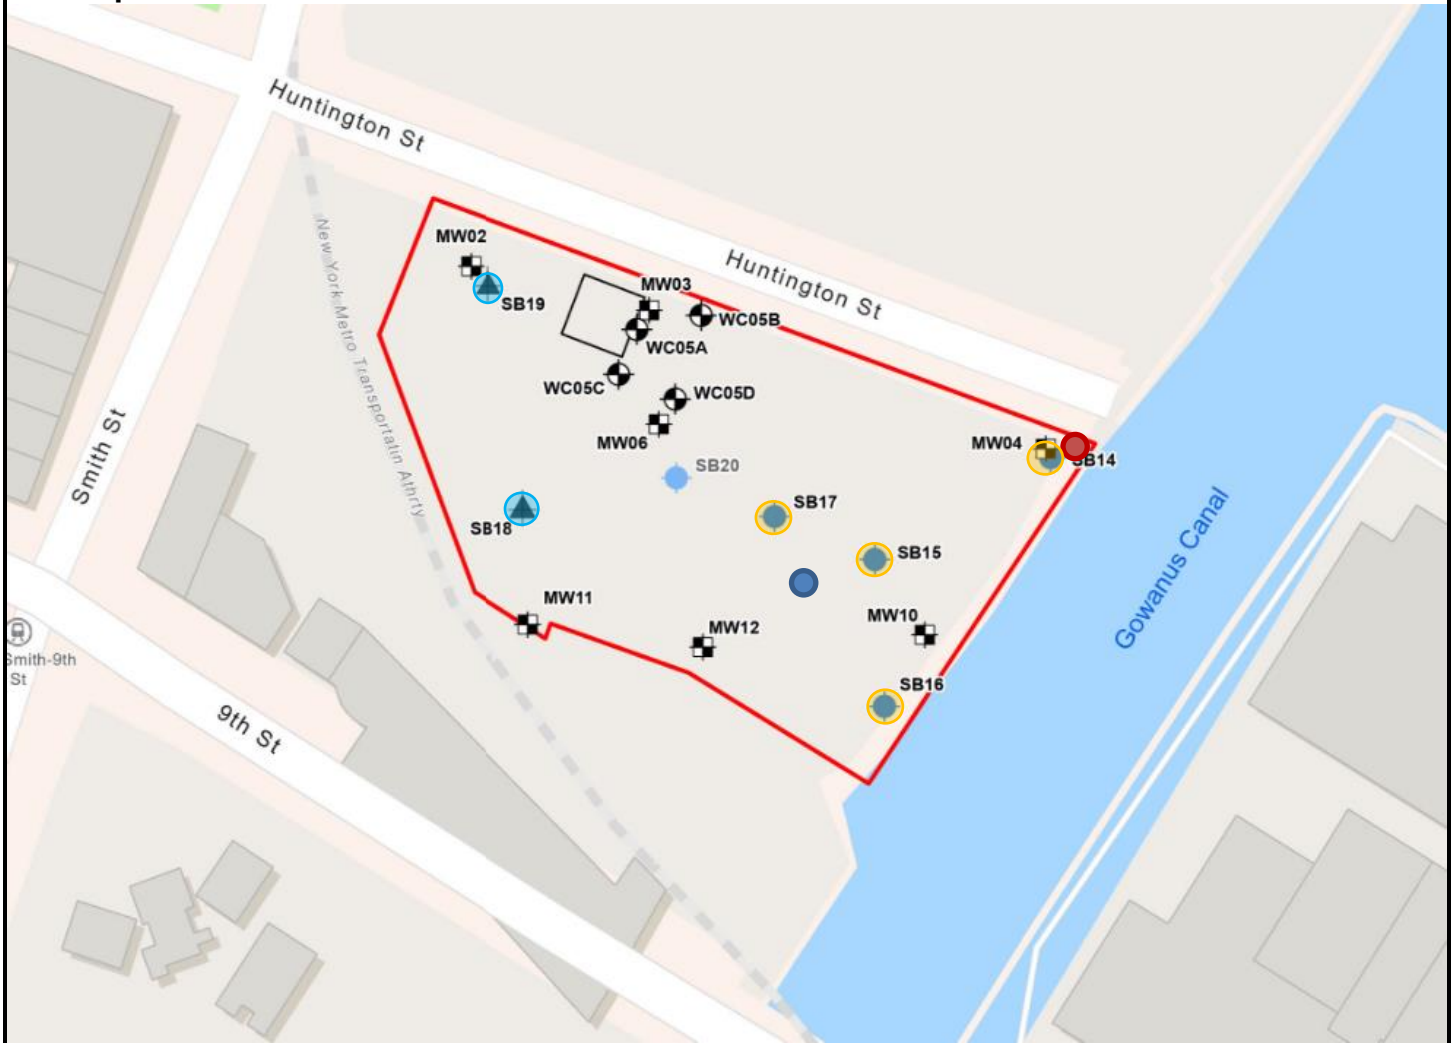 Huntington St
Huntington St
New York Metro Transportatin Athrty
MW02
SB19
MW03
WC05B
WC05A
WC05C
WC05D
MW06
SB20
MW04
SB14
SB17
SB18
SB15
MW11
MW12
MW10
SB16
Smith St
Gowanus Canal
Smith-9th
St
9th St